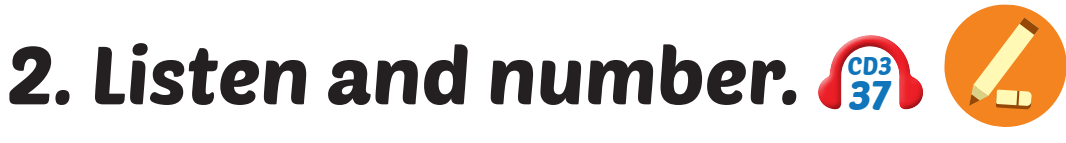 2. Listen and number. CD3
37